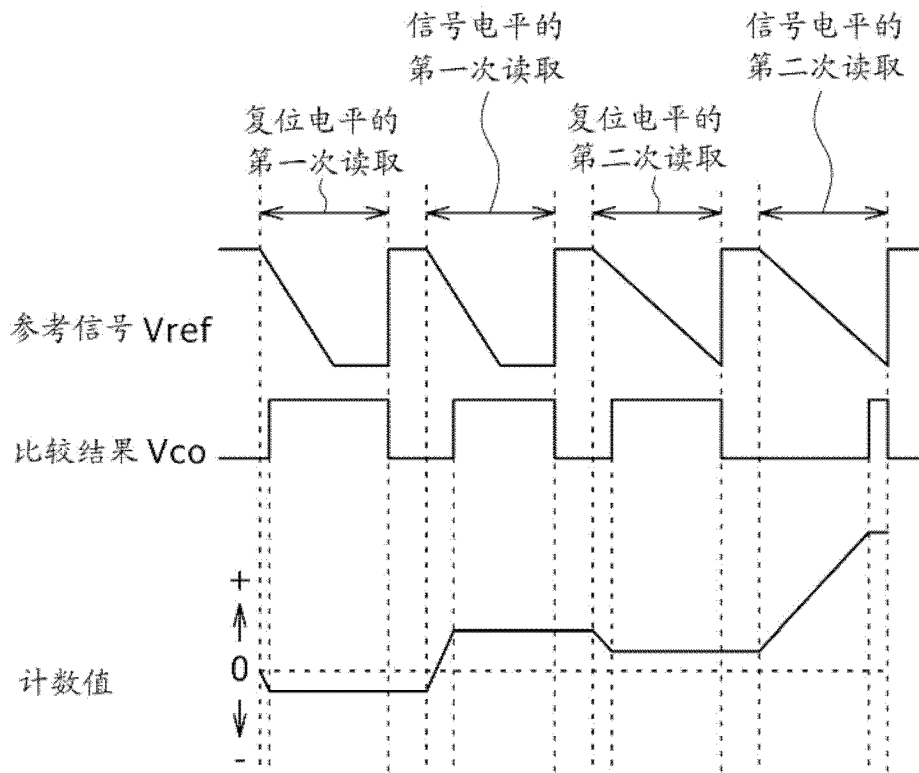 信号电平的
第一次读取
信号电平的
第二次读取
复位电平的
第一次读取
复位电平的
第二次读取
参考信号 Vref
比较结果 Vco
+
0
计数值
-